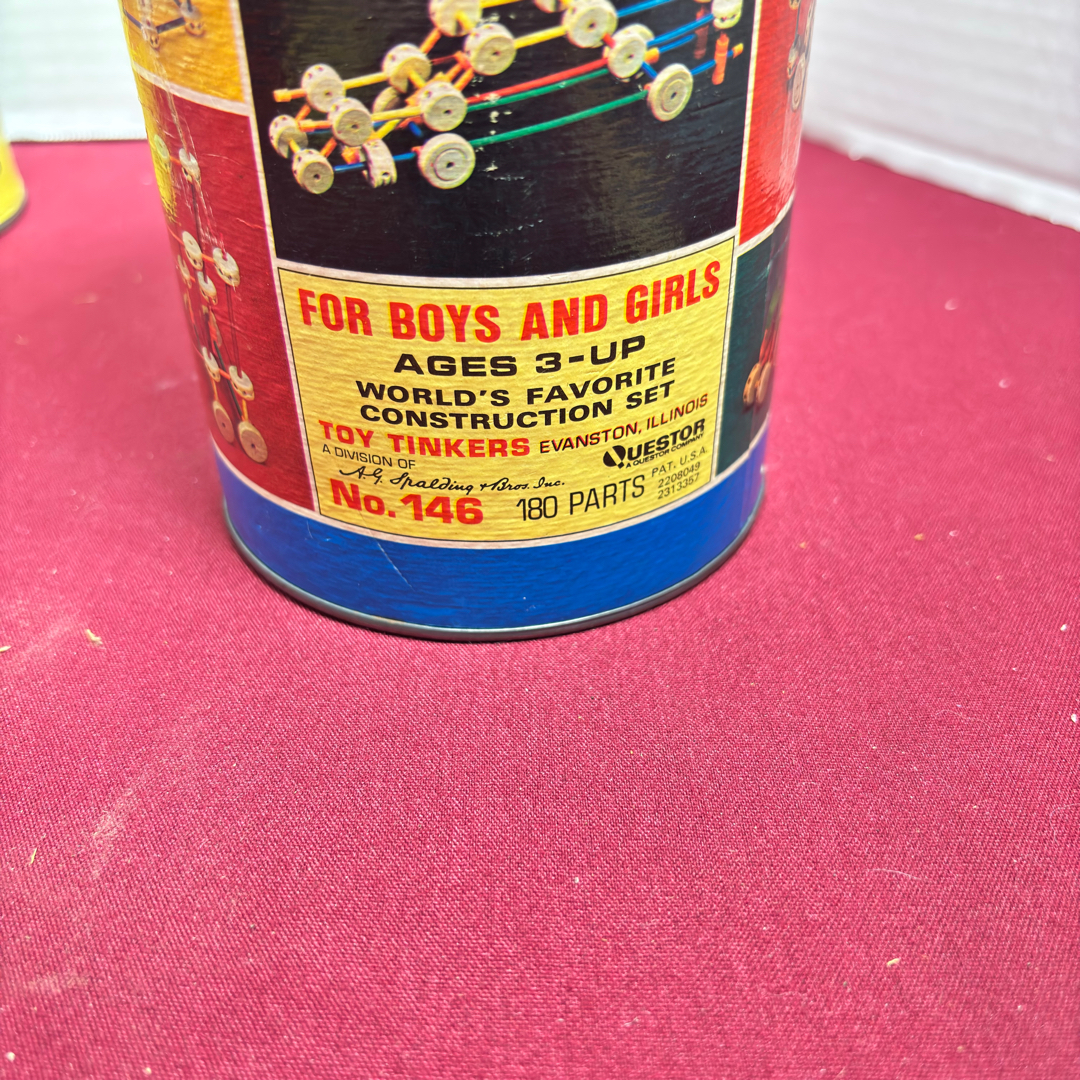 FOR BOYS AND GIRLS
AGES 3-UP
WORLD'S FAVORITE
CONSTRUCTION SET
TOY TINKERS EVANSTON, ILLINOIS
A DIVISION OF
A.G. Spalding & Bros. Inc.
QUESTOR
A QUESTOR COMPANY
No. 146 180 PARTS
PAT. U.S.A.
2208049
2313357